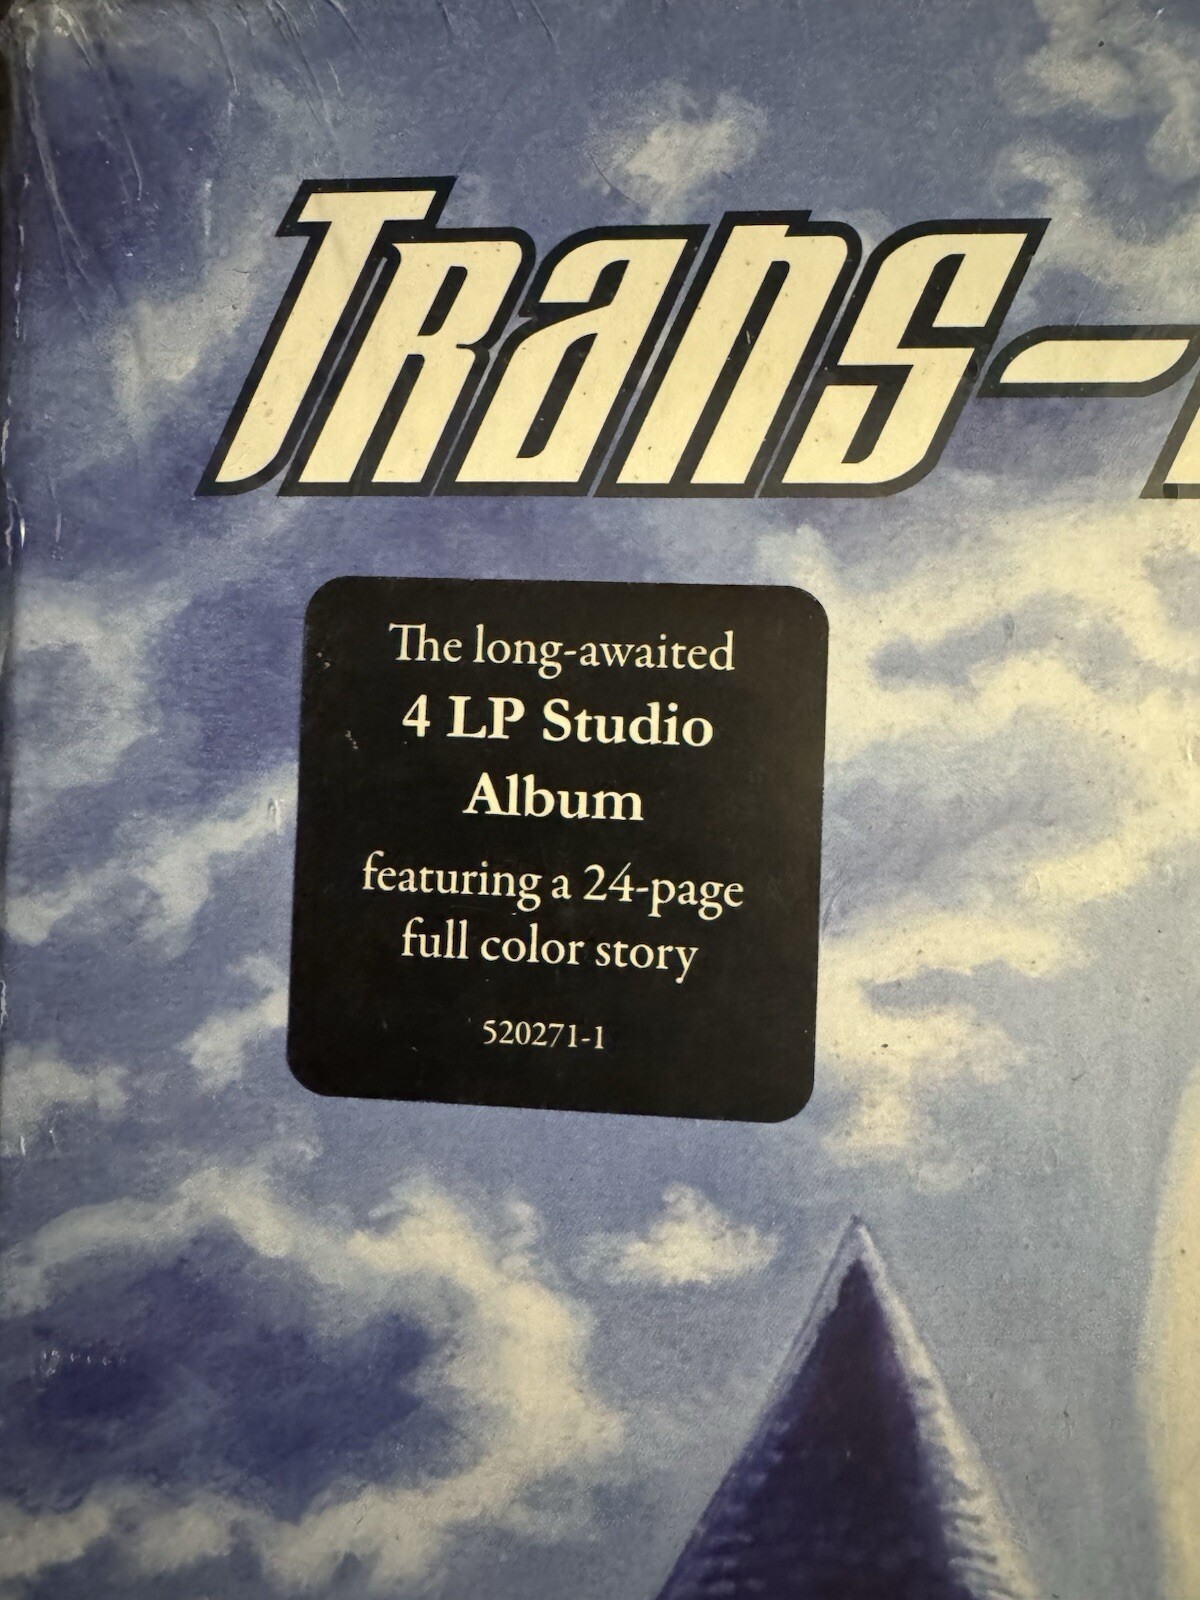 Trans-
The long-awaited
4 LP Studio
Album
featuring a 24-page
full color story
520271-1